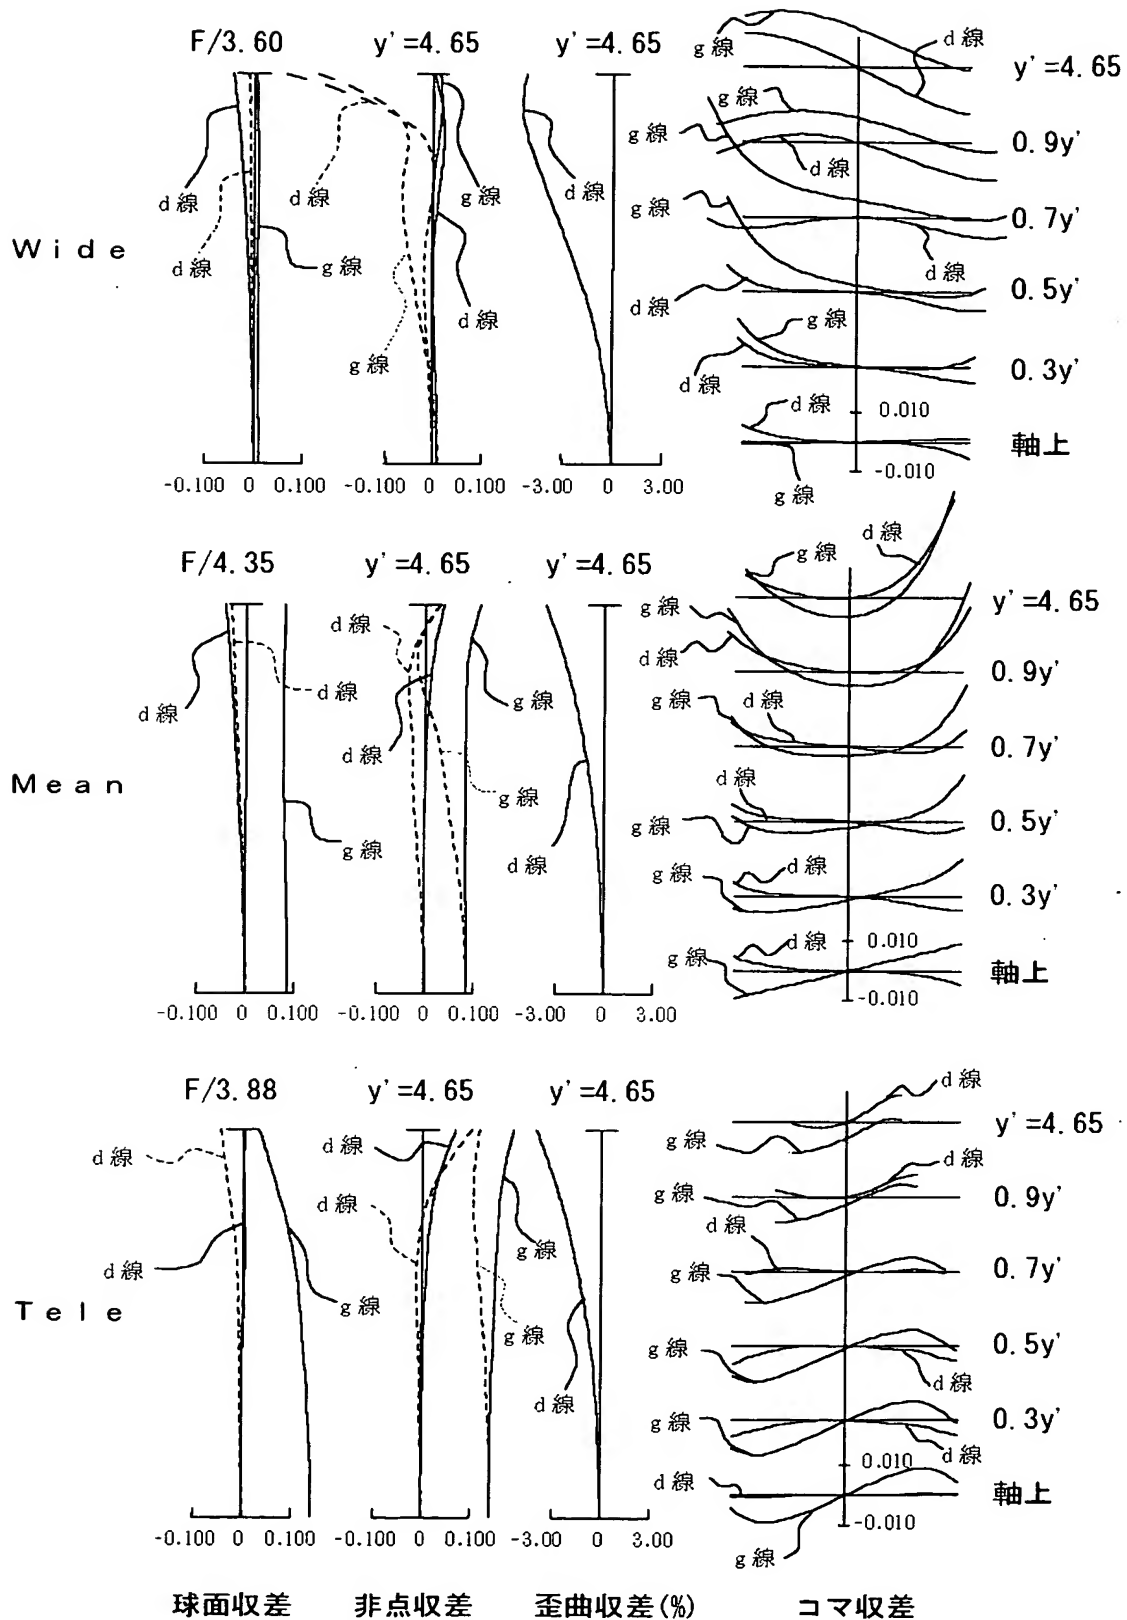 F/3.60 y'=4.65 y'=4.65
g線 d線 y'=4.65
g線
g線 0.9y'
d線 d線 g線 d線 d線
g線 0.7y'
Wide d線 g線 d線 d線
d線 0.5y'
g線 g線
d線 0.3y'
d線 0.010
軸上
-0.100 0 0.100 -0.100 0 0.100 -3.00 0 3.00 g線 -0.010
F/4.35 y'=4.65 y'=4.65
g線 d線
d線 g線 y'=4.65
d線 d線 0.9y'
d線 d線 g線 g線 d線 0.7y'
Mean g線 d線
g線 d線 g線 0.5y'
g線 d線 0.3y'
g線 d線 0.010
軸上
-0.100 0 0.100 -0.100 0 0.100 -3.00 0 3.00 -0.010
F/3.88 y'=4.65 y'=4.65
d線
d線 d線 g線 y'=4.65
d線
d線 g線 0.9y'
d線
d線 g線 g線 0.7y'
Tele g線 g線 g線 0.5y'
d線
d線 g線 0.3y'
d線
0.010
d線 軸上
-0.100 0 0.100 -0.100 0 0.100 -3.00 0 3.00 -0.010
g線
球面収差 非点収差 歪曲収差(%) コマ収差